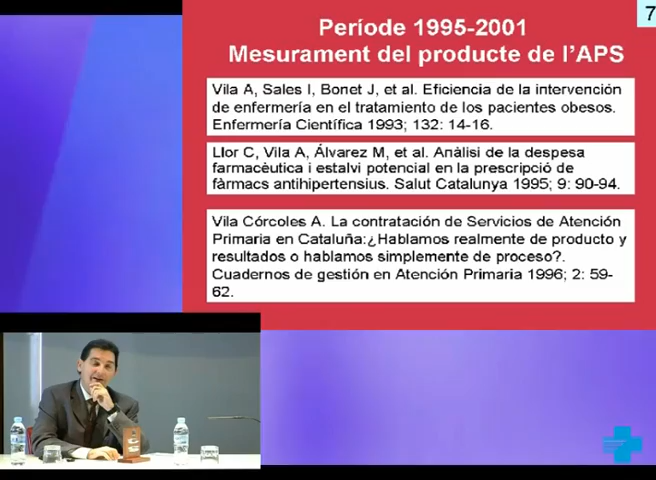 7
Període 1995-2001
Mesurament del producte de l'APS
Vila A, Sales I, Bonet J, et al. Eficiencia de la intervención
de enfermería en el tratamiento de los pacientes obesos.
Enfermería Científica 1993; 132: 14-16.
Llor C, Vila A, Álvarez M, et al. Anàlisi de la despesa
farmacèutica i estalvi potencial en la prescripció de
fàrmacs antihipertensius. Salut Catalunya 1995; 9: 90-94.
Vila Córcoles A. La contratación de Servicios de Atención
Primaria en Cataluña:¿Hablamos realmente de producto y
resultados o hablamos simplemente de proceso?.
Cuadernos de gestión en Atención Primaria 1996; 2: 59-
62.